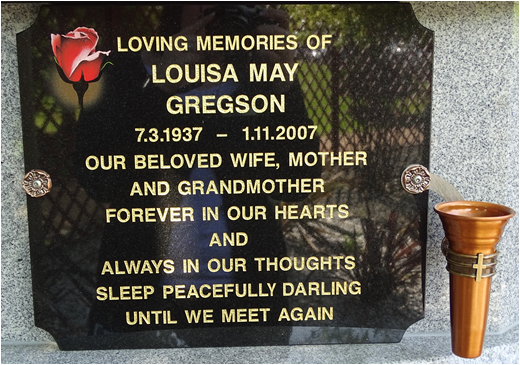 LOVING MEMORIES OF
LOUISA MAY
GREGSON
7.3.1937 – 1.11.2007
OUR BELOVED WIFE, MOTHER
AND GRANDMOTHER
FOREVER IN OUR HEARTS
AND
ALWAYS IN OUR THOUGHTS
SLEEP PEACEFULLY DARLING
UNTIL WE MEET AGAIN